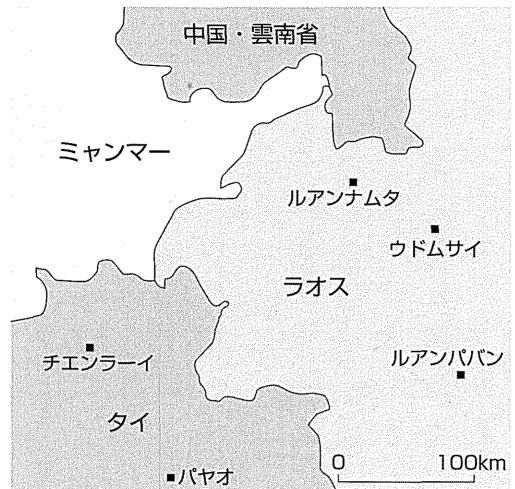 中国・雲南省
ミャンマー
ルアンナムタ
ウドムサイ
ラオス
チエンラーイ
ルアンパバン
タイ
パヤオ
0 100km